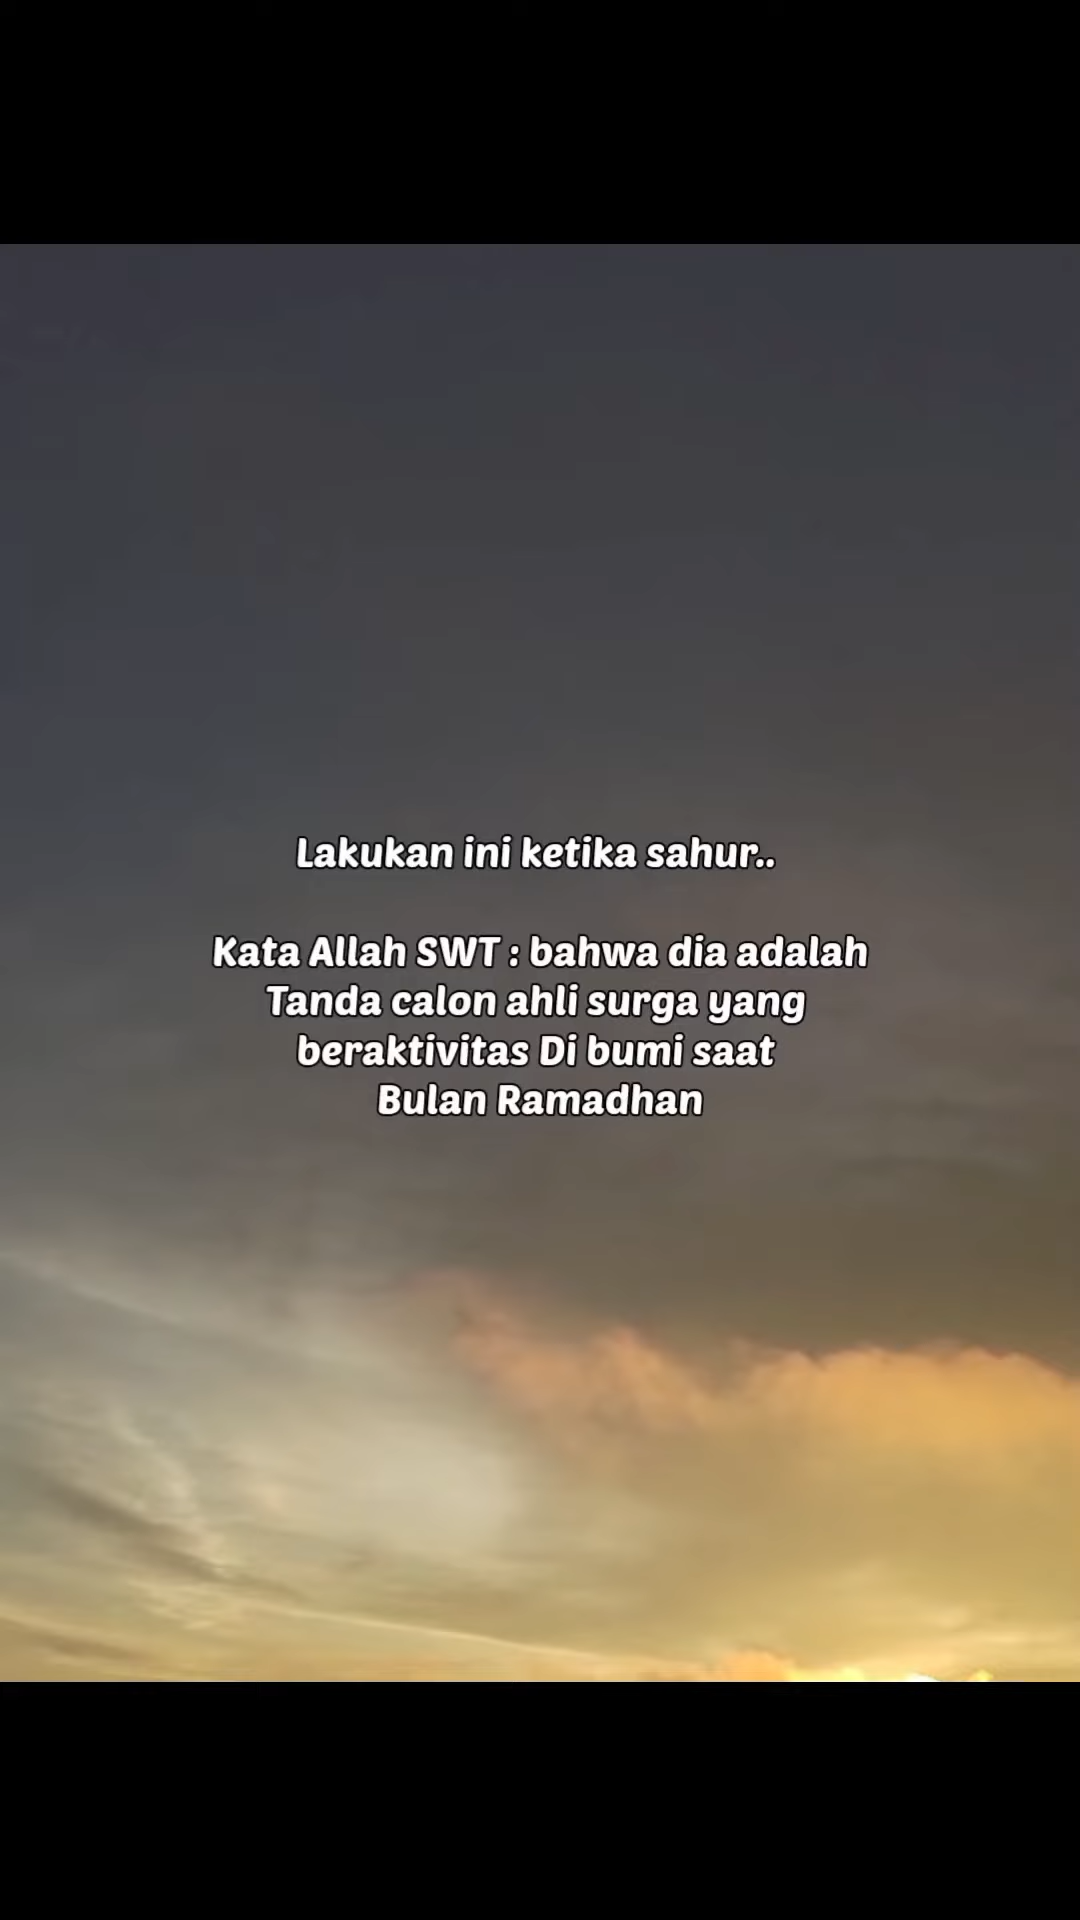 Lakukan ini ketika sahur..
Kata Allah SWT : bahwa dia adalah
Tanda calon ahli surga yang
beraktivitas Di bumi saat
Bulan Ramadhan